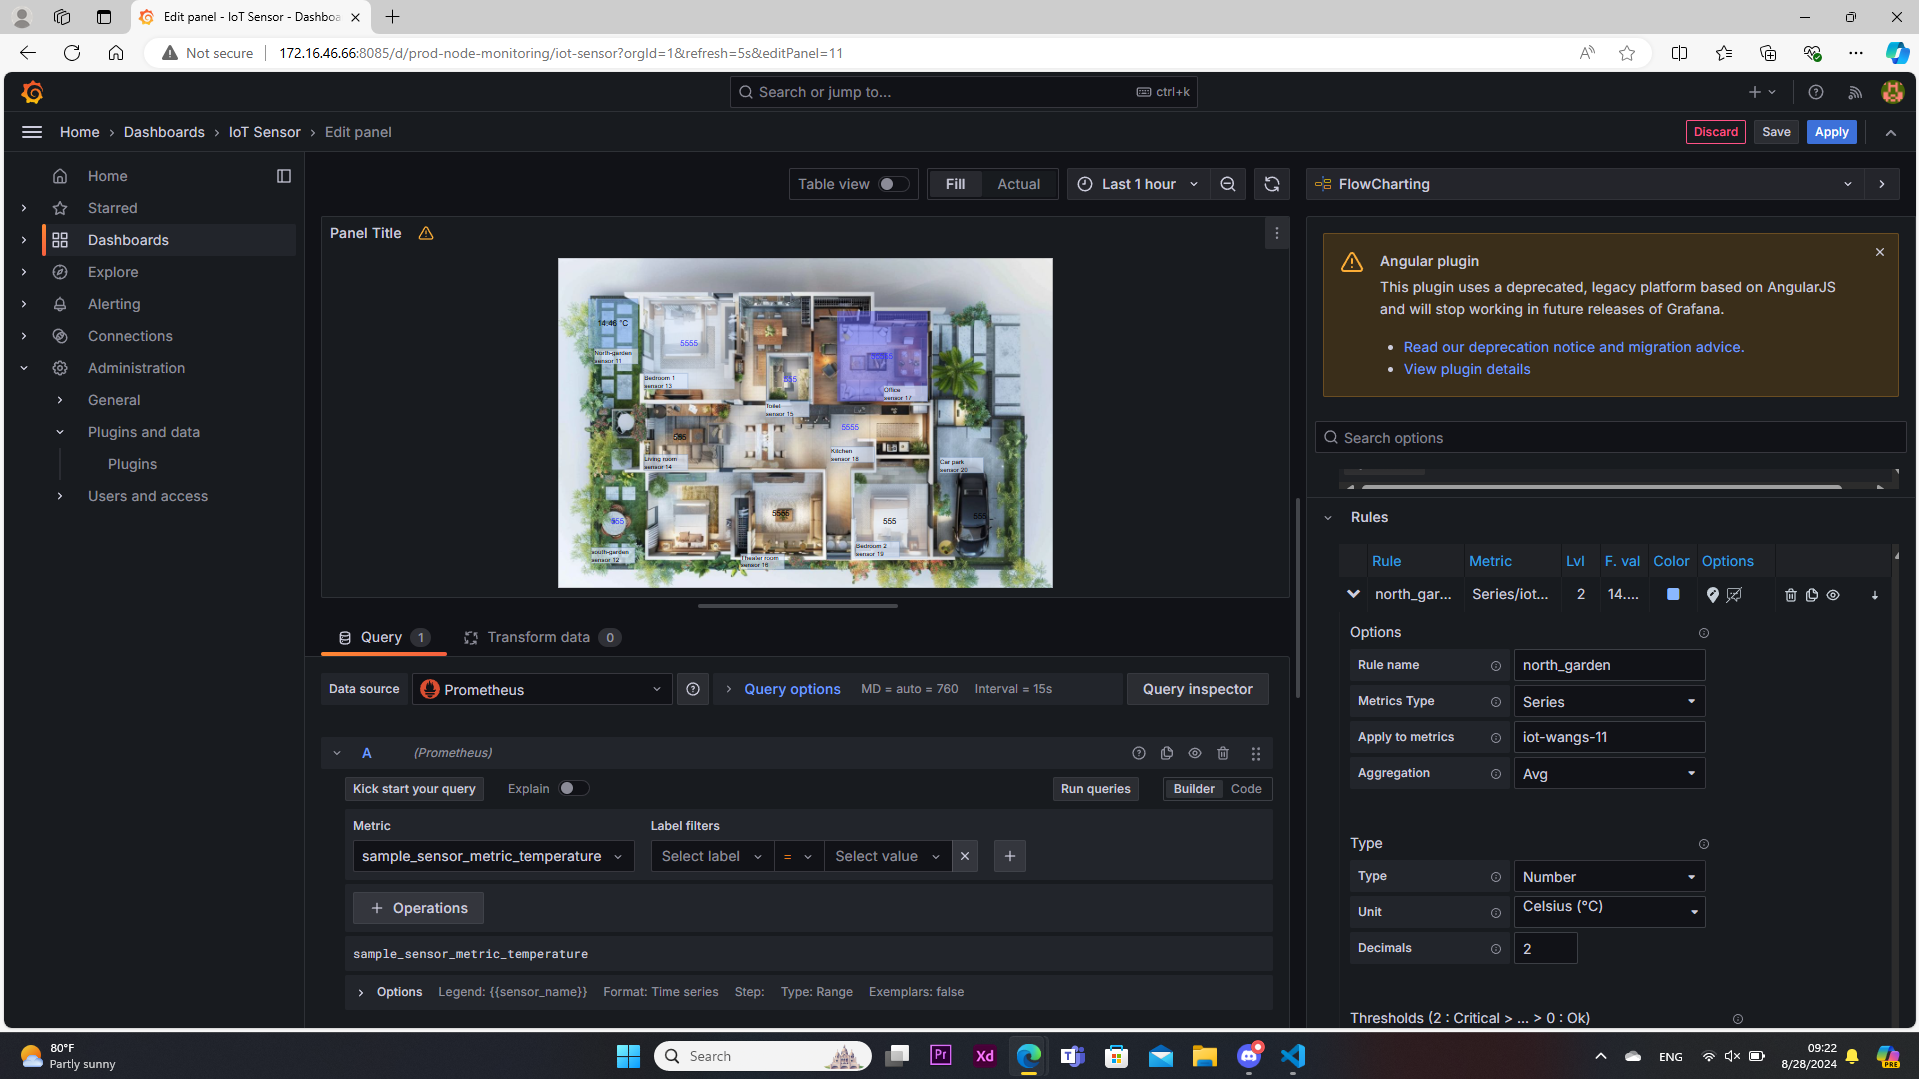 Edit panel - IoT Sensor - Dashboa
Not secure
172.16.46.66:8085/d/prod-node-monitoring/iot-sensor?orgId=1&refresh=5s&editPanel=11
Search or jump to...
ctrl+k
Home › Dashboards › IoT Sensor › Edit panel
Discard
Save
Apply
Home
Starred
Dashboards
Explore
Alerting
Connections
Administration
General
Plugins and data
Plugins
Users and access
Table view
Fill
Actual
Last 1 hour
Panel Title
14.46 °C
North-garden
sensor 11
5555
Bedroom 1
sensor 13
555
Toilet
sensor 15
Office
sensor 17
Living room
sensor 14
5555
Kitchen
sensor 18
Car park
sensor 20
555
south-garden
sensor 12
5555
Theater room
sensor 16
555
Bedroom 2
sensor 19
555
Query 1
Transform data 0
Data source
Prometheus
Query options
MD = auto = 760
Interval = 15s
Query inspector
A
(Prometheus)
Kick start your query
Explain
Run queries
Builder
Code
Metric
Label filters
sample_sensor_metric_temperature
Select label
=
Select value
+ Operations
sample_sensor_metric_temperature
Options
Legend: {{sensor_name}}
Format: Time series
Step:
Type: Range
Exemplars: false
FlowCharting
Angular plugin
This plugin uses a deprecated, legacy platform based on AngularJS
and will stop working in future releases of Grafana.
Read our deprecation notice and migration advice.
View plugin details
Search options
Rules
Rule Metric Lvl F. val Color Options
north_gar... Series/iot... 2 14....
Options
Rule name
north_garden
Metrics Type
Series
Apply to metrics
iot-wangs-11
Aggregation
Avg
Type
Type
Number
Unit
Celsius (°C)
Decimals
2
Thresholds (2 : Critical > ... > 0 : Ok)
80°F
Partly sunny
Search
Pr
Xd
ENG
09:22
8/28/2024
PRE